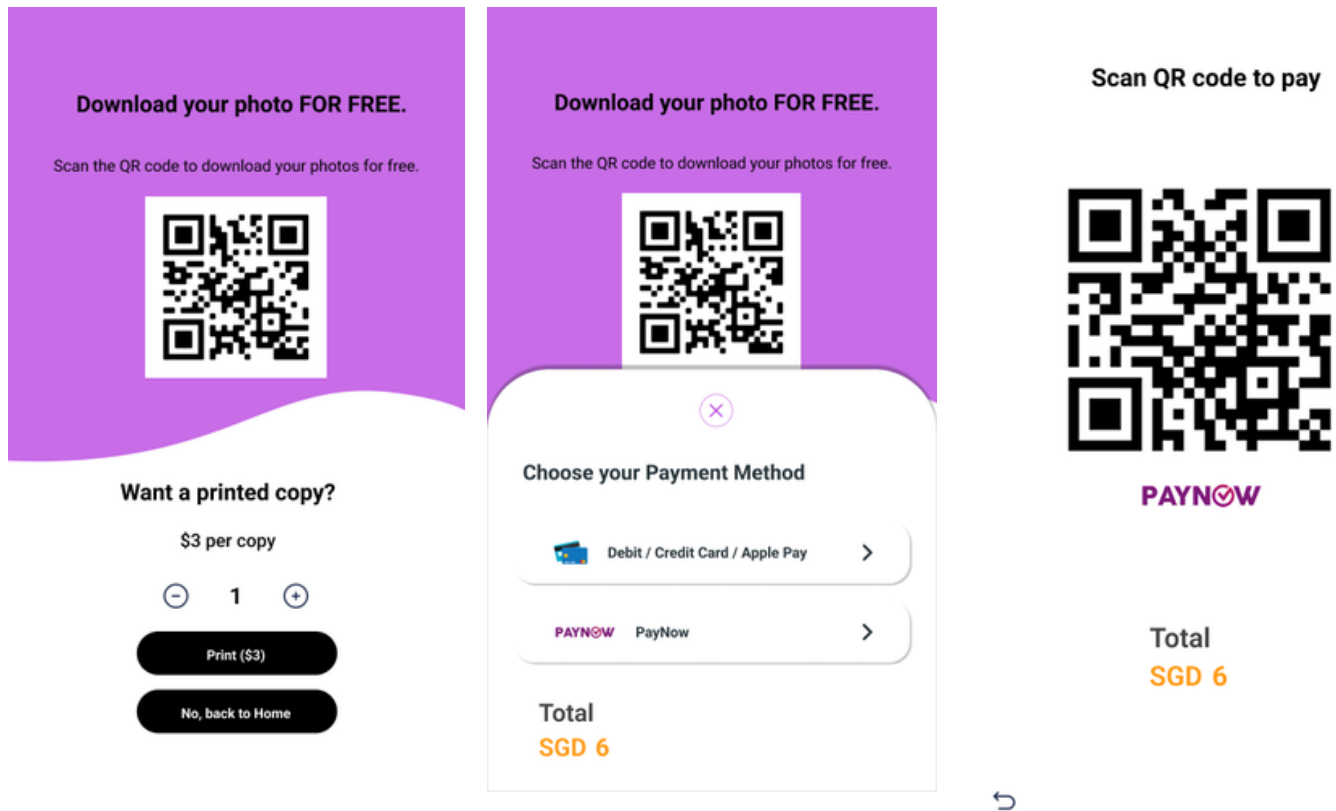 Download your photo FOR FREE.
Scan the QR code to download your photos for free.
Want a printed copy?
$3 per copy
1
Print ($3)
No, back to Home
Download your photo FOR FREE.
Scan the QR code to download your photos for free.
Choose your Payment Method
Debit / Credit Card / Apple Pay
PAYNOW PayNow
Total
SGD 6
Scan QR code to pay
PAYNOW
Total
SGD 6